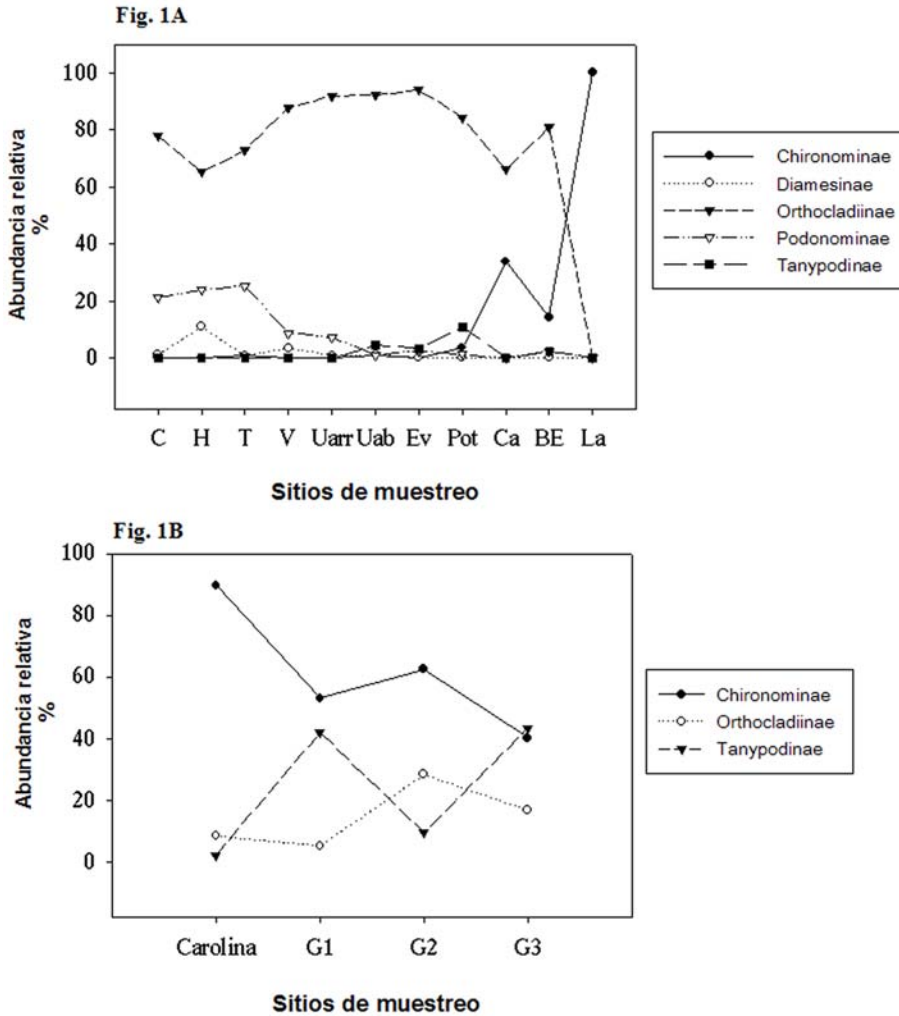 Fig. 1A
100
80
60
40
20
0
Abundancia relativa
%
C H T V Uarr Uab Ev Pot Ca BE La
Sitios de muestreo
Chironominae
Diamesinae
Orthocladiinae
Podonominae
Tanypodinae
Fig. 1B
100
80
60
40
20
0
Abundancia relativa
%
Carolina G1 G2 G3
Sitios de muestreo
Chironominae
Orthocladiinae
Tanypodinae